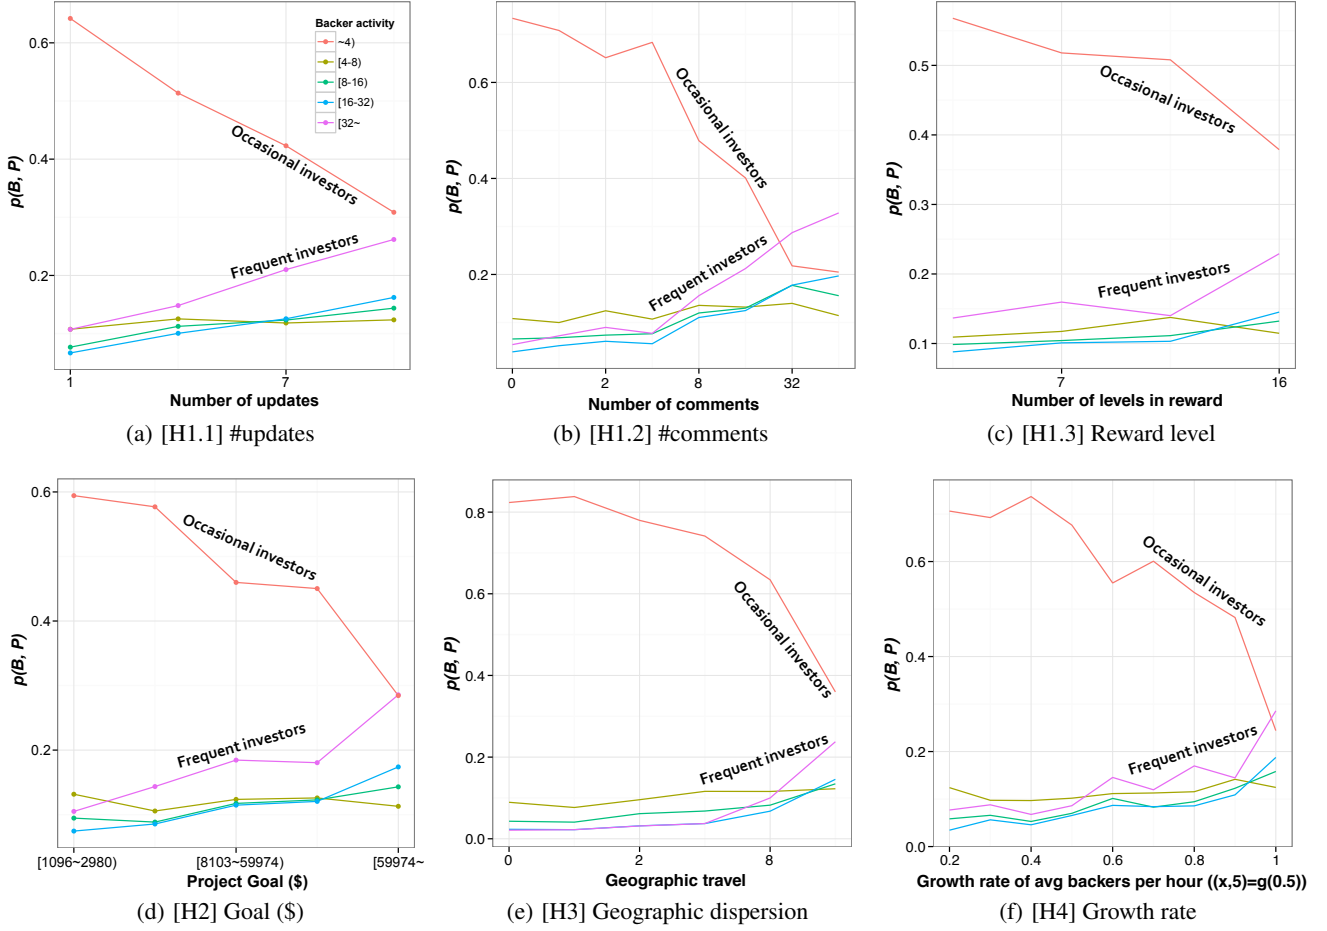 Backer activity
~4)
[4-8)
[8-16)
[16-32)
[32~
0.6
0.4
0.2
p(B, P)
Occasional investors
Frequent investors
1
7
Number of updates
(a) [H1.1] #updates
0.6
0.4
0.2
p(B, P)
Occasional investors
Frequent investors
0
2
8
32
Number of comments
(b) [H1.2] #comments
0.5
0.4
0.3
0.2
0.1
p(B, P)
Occasional investors
Frequent investors
7
16
Number of levels in reward
(c) [H1.3] Reward level
0.6
0.4
0.2
p(B, P)
Occasional investors
Frequent investors
[1096~2980)
[8103~59974)
[59974~
Project Goal ($)
(d) [H2] Goal ($)
0.8
0.6
0.4
0.2
0.0
p(B, P)
Occasional investors
Frequent investors
0
2
8
Geographic travel
(e) [H3] Geographic dispersion
0.6
0.4
0.2
0.0
p(B, P)
Occasional investors
Frequent investors
0.2
0.4
0.6
0.8
1
Growth rate of avg backers per hour ((x,5)=g(0.5))
(f) [H4] Growth rate